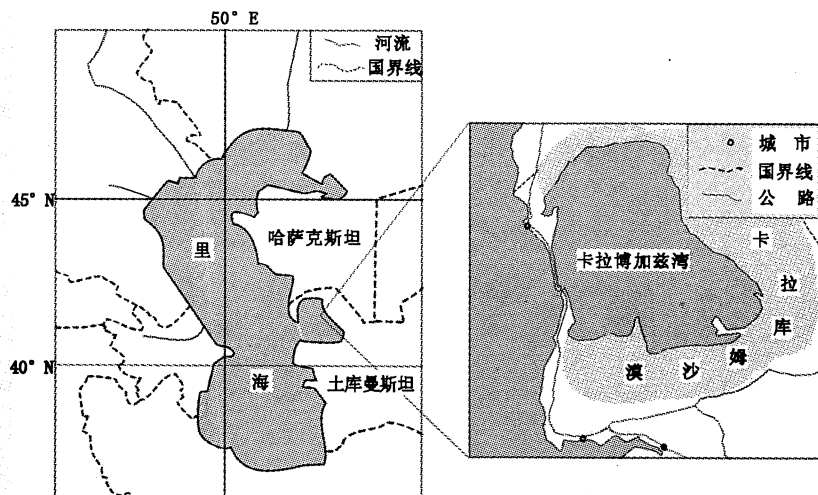 50° E
河流
国界线
45° N
里
哈萨克斯坦
40° N
海
土库曼斯坦
城 市
国界线
公 路
卡拉博加兹湾
卡
拉
库
姆
沙
漠